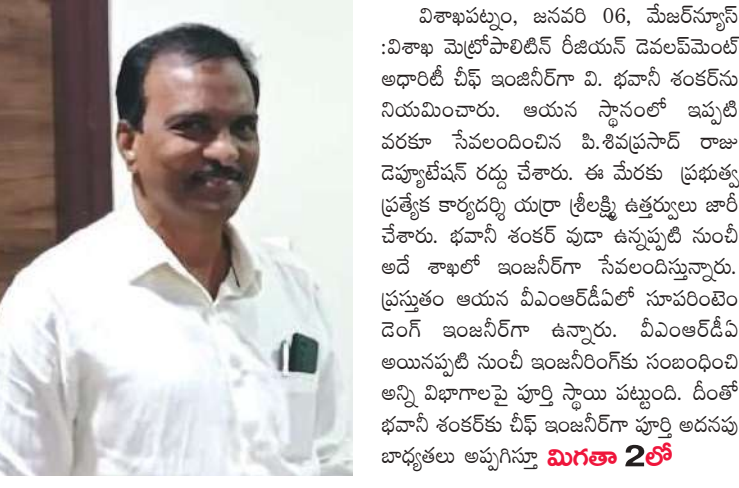 విశాఖపట్నం, జనవరి 06, మేజర్‌న్యూస్
:విశాఖ మెట్రోపాలిటిన్ రీజియన్ డెవలప్‌మెంట్
అధారిటీ చీఫ్ ఇంజినీర్‌గా వి. భవానీ శంకర్‌ను
నియమించారు. ఆయన స్థానంలో ఇప్పటి
వరకూ సేవలందించిన పి.శివప్రసాద్ రాజు
డెప్యూటేషన్ రద్దు చేశారు. ఈ మేరకు ప్రభుత్వ
ప్రత్యేక కార్యదర్శి యర్రా శ్రీలక్ష్మి ఉత్తర్వులు జారీ
చేశారు. భవానీ శంకర్ వుడా ఉన్నప్పటి నుంచీ
అదే శాఖలో ఇంజనీర్‌గా సేవలందిస్తున్నారు.
ప్రస్తుతం ఆయన వీఎంఆర్‌డీఏలో సూపరింటెం
డెంగ్ ఇంజనీర్‌గా ఉన్నారు. వీఎంఆర్‌డీఏ
అయినప్పటి నుంచీ ఇంజనీరింగ్‌కు సంబంధించి
అన్ని విభాగాలపై పూర్తి స్థాయి పట్టుంది. దీంతో
భవానీ శంకర్‌కు చీఫ్ ఇంజనీర్‌గా పూర్తి అదనపు
బాధ్యతలు అప్పగిస్తూ మిగతా 2లో